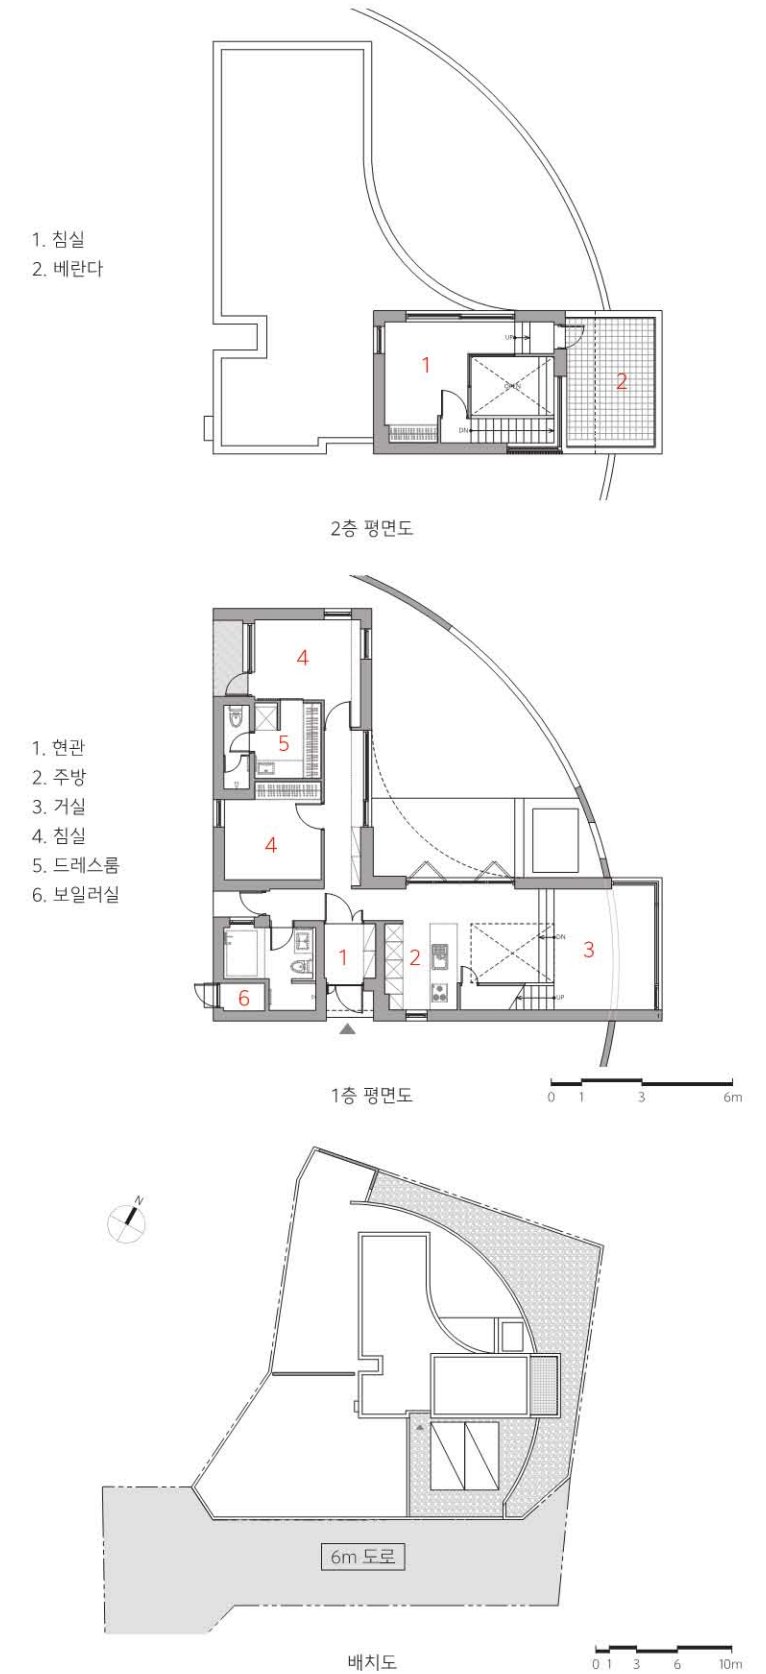 1. 침실
2. 베란다
UP
1
2
OPEN
DN
2층 평면도
4
5
1. 현관
2. 주방
3. 거실
4. 침실
5. 드레스룸
6. 보일러실
4
DN
1
2
3
6
UP
1층 평면도
0 1 3 6m
N
6m 도로
배치도
0 1 3 6 10m